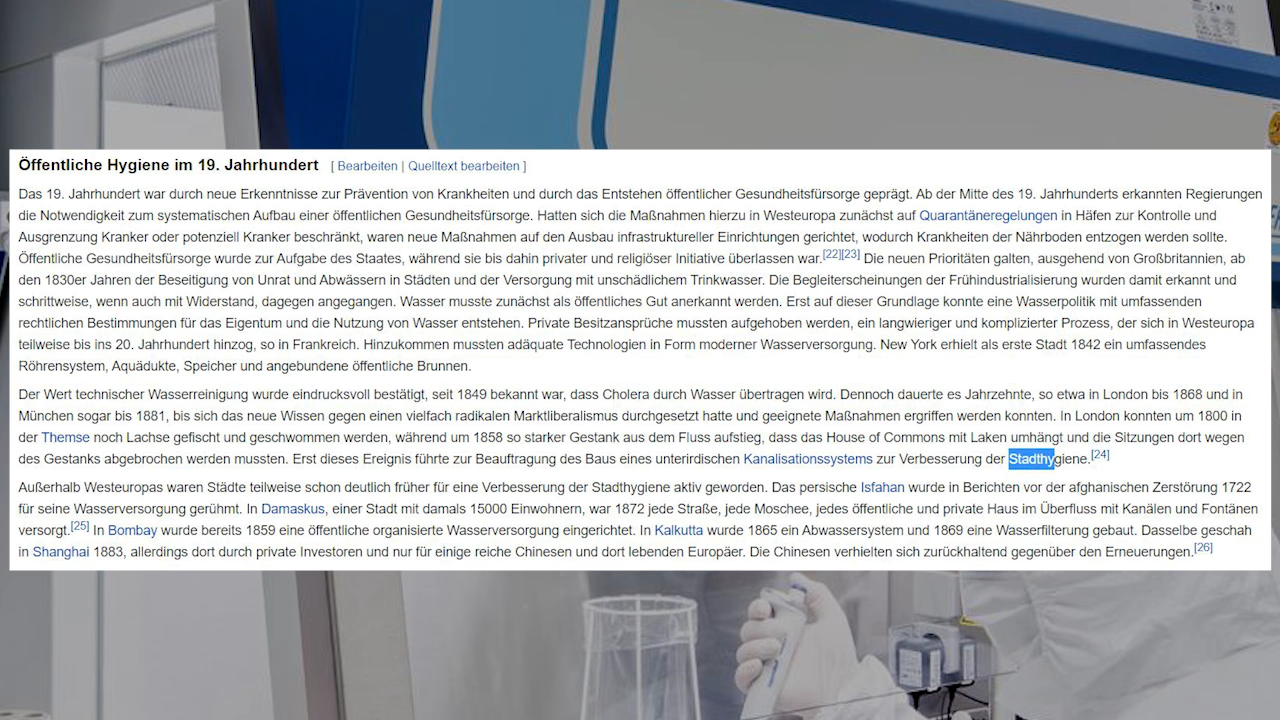 Öffentliche Hygiene im 19. Jahrhundert [ Bearbeiten | Quelltext bearbeiten ]
Das 19. Jahrhundert war durch neue Erkenntnisse zur Prävention von Krankheiten und durch das Entstehen öffentlicher Gesundheitsfürsorge geprägt. Ab der Mitte des 19. Jahrhunderts erkannten Regierungen
die Notwendigkeit zum systematischen Aufbau einer öffentlichen Gesundheitsfürsorge. Hatten sich die Maßnahmen hierzu in Westeuropa zunächst auf Quarantäneregelungen in Häfen zur Kontrolle und
Ausgrenzung Kranker oder potenziell Kranker beschränkt, waren neue Maßnahmen auf den Ausbau infrastruktureller Einrichtungen gerichtet, wodurch Krankheiten der Nährboden entzogen werden sollte.
Öffentliche Gesundheitsfürsorge wurde zur Aufgabe des Staates, während sie bis dahin privater und religiöser Initiative überlassen war.[22][23] Die neuen Prioritäten galten, ausgehend von Großbritannien, ab
den 1830er Jahren der Beseitigung von Unrat und Abwässern in Städten und der Versorgung mit unschädlichem Trinkwasser. Die Begleiterscheinungen der Frühindustrialisierung wurden damit erkannt und
schrittweise, wenn auch mit Widerstand, dagegen angegangen. Wasser musste zunächst als öffentliches Gut anerkannt werden. Erst auf dieser Grundlage konnte eine Wasserpolitik mit umfassenden
rechtlichen Bestimmungen für das Eigentum und die Nutzung von Wasser entstehen. Private Besitzansprüche mussten aufgehoben werden, ein langwieriger und komplizierter Prozess, der sich in Westeuropa
teilweise bis ins 20. Jahrhundert hinzog, so in Frankreich. Hinzukommen mussten adäquate Technologien in Form moderner Wasserversorgung. New York erhielt als erste Stadt 1842 ein umfassendes
Röhrensystem, Aquädukte, Speicher und angebundene öffentliche Brunnen.
Der Wert technischer Wasserreinigung wurde eindrucksvoll bestätigt, seit 1849 bekannt war, dass Cholera durch Wasser übertragen wird. Dennoch dauerte es Jahrzehnte, so etwa in London bis 1868 und in
München sogar bis 1881, bis sich das neue Wissen gegen einen vielfach radikalen Marktliberalismus durchgesetzt hatte und geeignete Maßnahmen ergriffen werden konnten. In London konnten um 1800 in
der Themse noch Lachse gefischt und geschwommen werden, während um 1858 so starker Gestank aus dem Fluss aufstieg, dass das House of Commons mit Laken umhängt und die Sitzungen dort wegen
des Gestanks abgebrochen werden mussten. Erst dieses Ereignis führte zur Beauftragung des Baus eines unterirdischen Kanalisationssystems zur Verbesserung der Stadthygiene.[24]
Außerhalb Westeuropas waren Städte teilweise schon deutlich früher für eine Verbesserung der Stadthygiene aktiv geworden. Das persische Isfahan wurde in Berichten vor der afghanischen Zerstörung 1722
für seine Wasserversorgung gerühmt. In Damaskus, einer Stadt mit damals 15000 Einwohnern, war 1872 jede Straße, jede Moschee, jedes öffentliche und private Haus im Überfluss mit Kanälen und Fontänen
versorgt.[25] In Bombay wurde bereits 1859 eine öffentliche organisierte Wasserversorgung eingerichtet. In Kalkutta wurde 1865 ein Abwassersystem und 1869 eine Wasserfilterung gebaut. Dasselbe geschah
in Shanghai 1883, allerdings dort durch private Investoren und nur für einige reiche Chinesen und dort lebenden Europäer. Die Chinesen verhielten sich zurückhaltend gegenüber den Erneuerungen.[26]